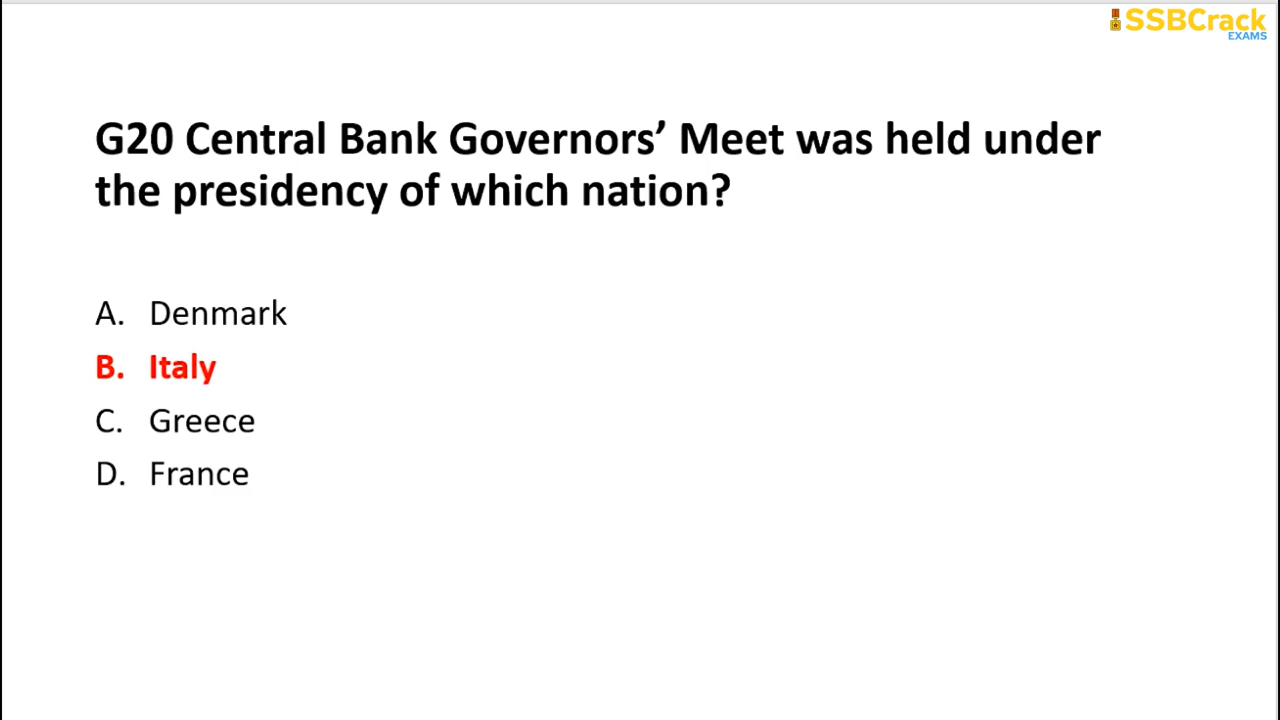 SSBCrack
EXAMS
G20 Central Bank Governors’ Meet was held under
the presidency of which nation?
A. Denmark
B. Italy
C. Greece
D. France